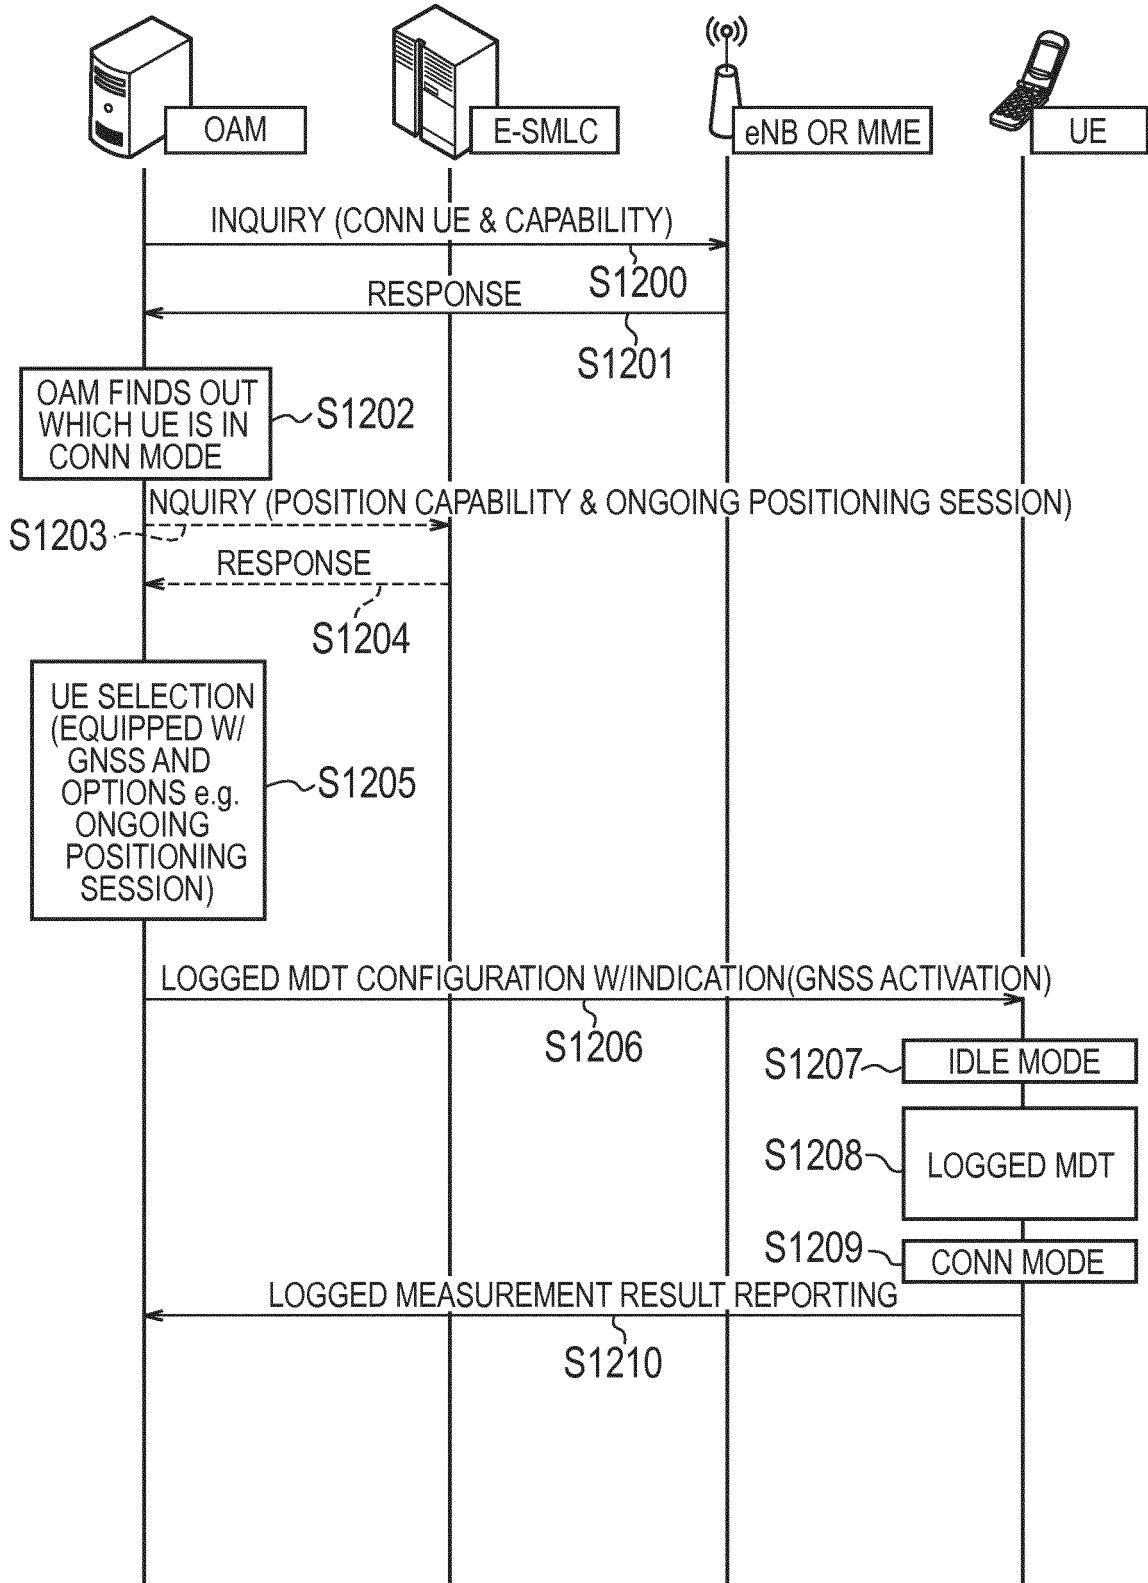 OAM
E-SMLC
eNB OR MME
UE
INQUIRY (CONN UE & CAPABILITY)
S1200
RESPONSE
S1201
OAM FINDS OUT
WHICH UE IS IN
CONN MODE
S1202
NQUIRY (POSITION CAPABILITY & ONGOING POSITIONING SESSION)
S1203
RESPONSE
S1204
UE SELECTION
(EQUIPPED W/
GNSS AND
OPTIONS e.g.
ONGOING
POSITIONING
SESSION)
S1205
LOGGED MDT CONFIGURATION W/INDICATION(GNSS ACTIVATION)
S1206
S1207
IDLE MODE
S1208
LOGGED MDT
S1209
CONN MODE
LOGGED MEASUREMENT RESULT REPORTING
S1210